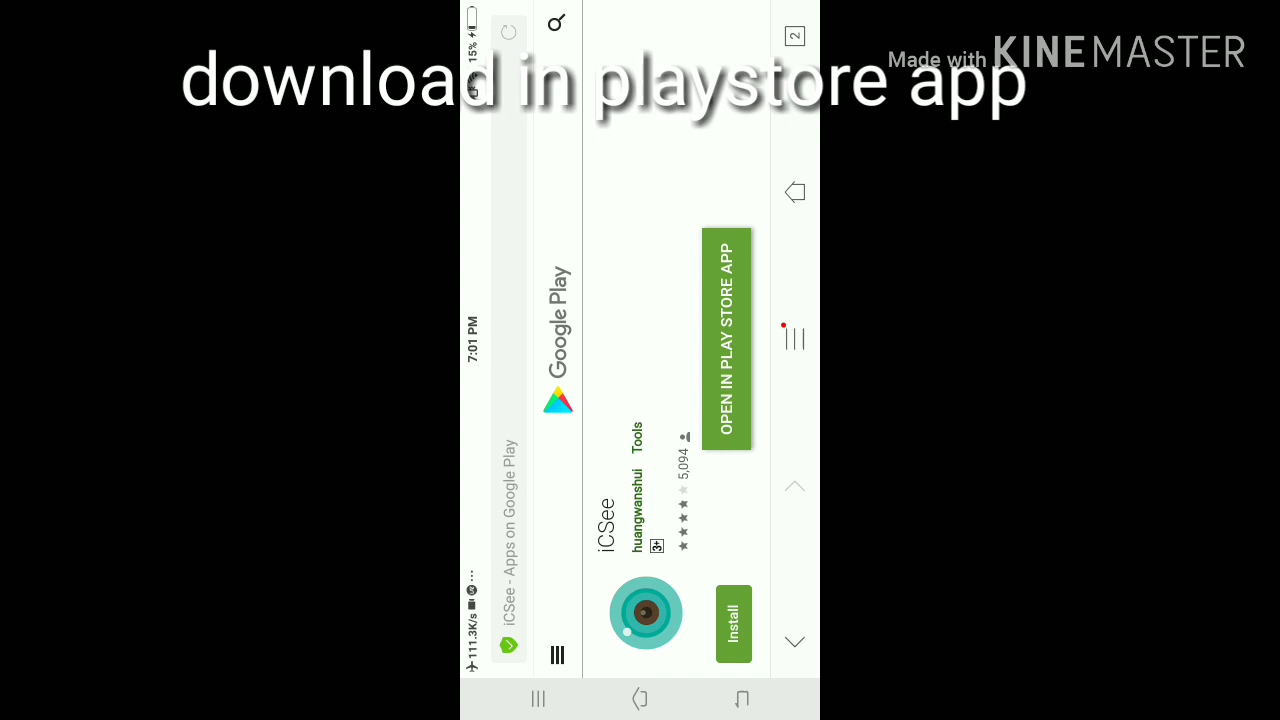 Made with KINEMASTER
download in playstore app
111.3K/s ... 7:01 PM 15%
iCSee - Apps on Google Play
Google Play
iCSee
huangwanshui Tools
3+
5,094
Install
OPEN IN PLAY STORE APP
2